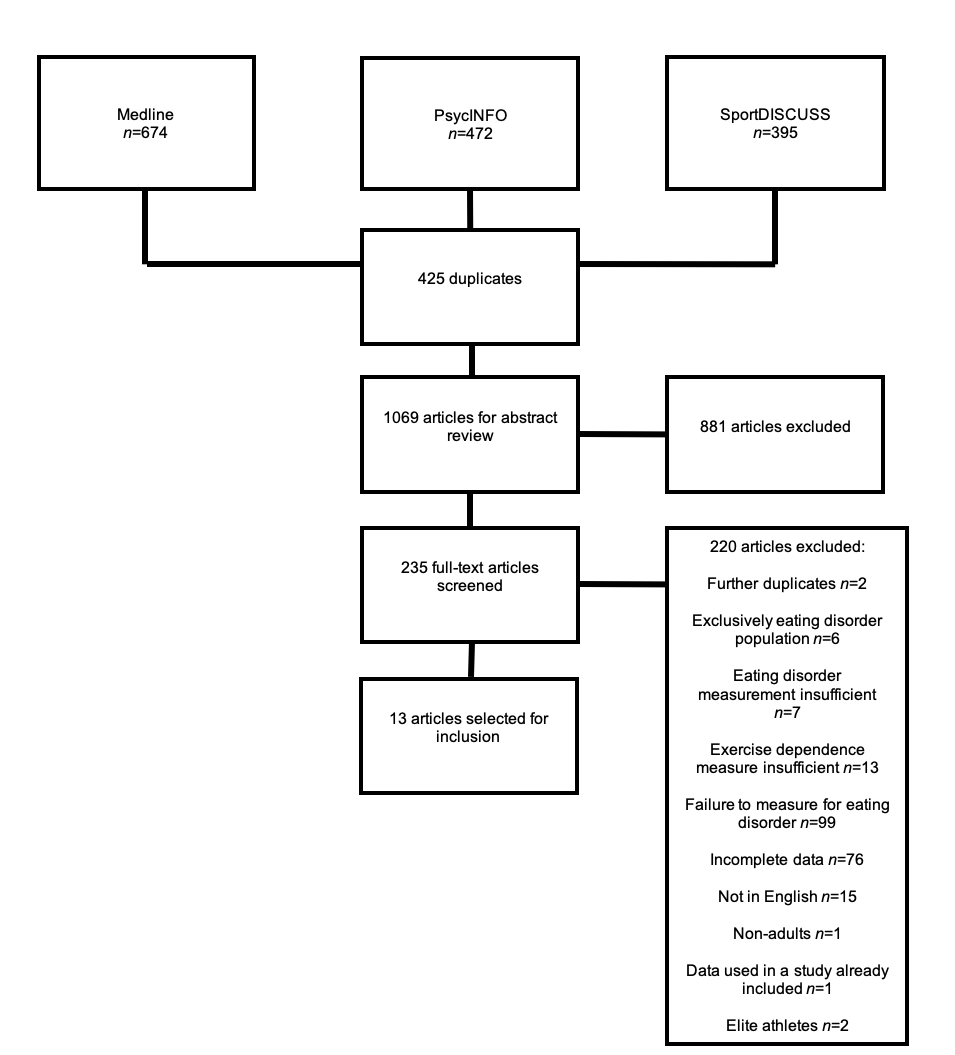 Medline
n=674
PsycINFO
n=472
SportDISCUSS
n=395
425 duplicates
1069 articles for abstract
review
881 articles excluded
235 full-text articles
screened
220 articles excluded:
Further duplicates n=2
Exclusively eating disorder
population n=6
Eating disorder
measurement insufficient
n=7
Exercise dependence
measure insufficient n=13
Failure to measure for eating
disorder n=99
Incomplete data n=76
Not in English n=15
Non-adults n=1
Data used in a study already
included n=1
Elite athletes n=2
13 articles selected for
inclusion